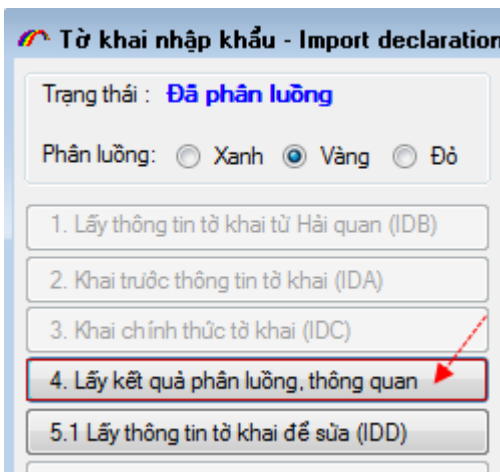 Tờ khai nhập khẩu - Import declaration
Trạng thái : Đã phân luồng
Phân luồng: Xanh Vàng Đỏ
1. Lấy thông tin tờ khai từ Hải quan (IDB)
2. Khai trước thông tin tờ khai (IDA)
3. Khai chính thức tờ khai (IDC)
4. Lấy kết quả phân luồng, thông quan
5.1 Lấy thông tin tờ khai để sửa (IDD)